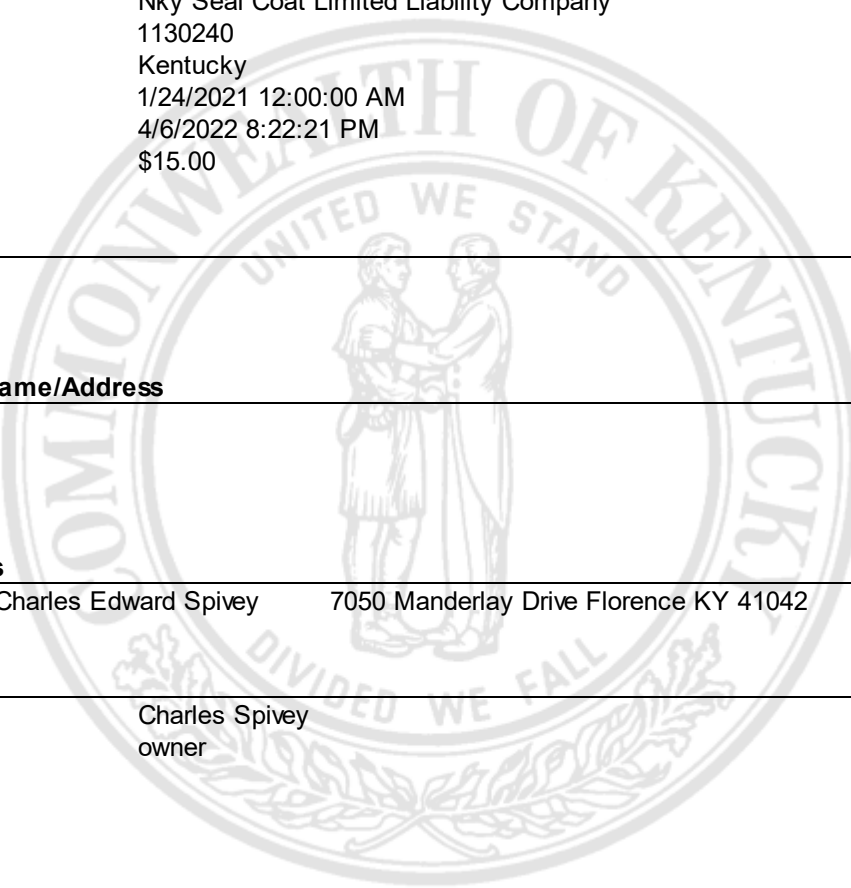 Nky Seal Coat Limited Liability Company
1130240
Kentucky
1/24/2021 12:00:00 AM
4/6/2022 8:22:21 PM
$15.00
ame/Address
s
Charles Edward Spivey 7050 Manderlay Drive Florence KY 41042
Charles Spivey
owner
COMMONWEALTH OF KENTUCKY
UNITED WE STAND
DIVIDED WE FALL